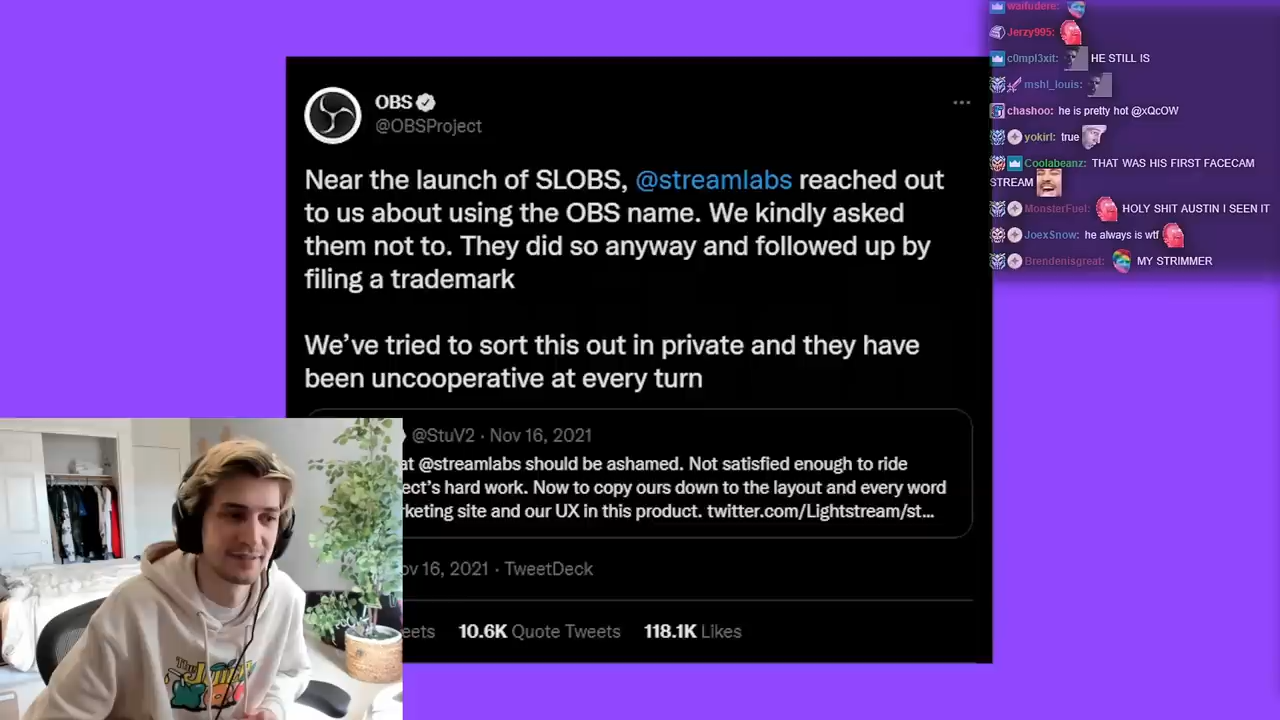 OBS
@OBSProject
Near the launch of SLOBS, @streamlabs reached out
to us about using the OBS name. We kindly asked
them not to. They did so anyway and followed up by
filing a trademark
We’ve tried to sort this out in private and they have
been uncooperative at every turn
@StuV2 · Nov 16, 2021
at @streamlabs should be ashamed. Not satisfied enough to ride
ect’s hard work. Now to copy ours down to the layout and every word
rketing site and our UX in this product. twitter.com/Lightstream/st...
ov 16, 2021 · TweetDeck
eets 10.6K Quote Tweets 118.1K Likes
waifudere:
Jerzy995:
c0mpl3xit: HE STILL IS
mshl_louis:
chashoo: he is pretty hot @xQcOW
yokirl: true
Coolabeanz: THAT WAS HIS FIRST FACECAM
STREAM
MonsterFuel: HOLY SHIT AUSTIN I SEEN IT
JoexSnow: he always is wtf
Brendenisgreat: MY STRIMMER